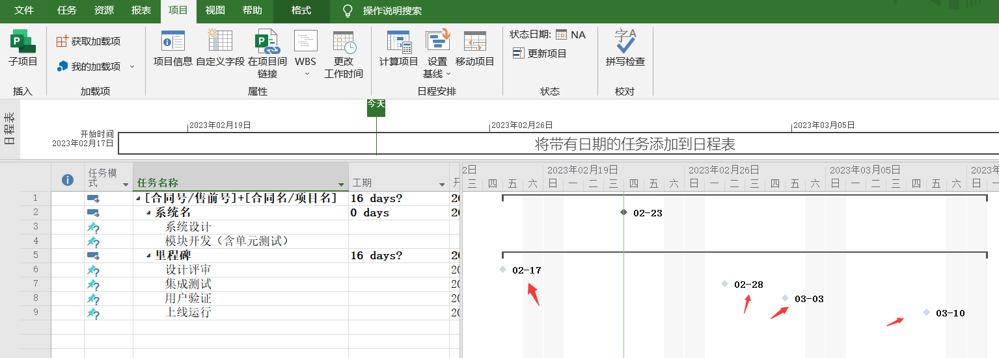 文件 任务 资源 报表 项目 视图 帮助 格式 操作说明搜索
子项目
获取加载项
我的加载项
项目信息 自定义字段 在项目间 链接 WBS 更改 工作时间
计算项目 设置 基线 移动项目
状态日期: NA
更新项目
字A
拼写检查
插入 加载项 属性 日程安排 状态 校对
日程表
今天
2023年02月19日 2023年02月26日 2023年03月05日
开始时间
2023年02月17日
将带有日期的任务添加到日程表
任务模式 任务名称 工期
2日 2023年02月19日 2023年02月26日 2023年03月05日 2023年
三 四 五 六 日 一 二 三 四 五 六 日 一 二 三 四 五 六 日 一 二 三 四 五 六 日 一
1 [合同号/售前号]+[合同名/项目名] 16 days? 20
2 系统名 0 days 20 02-23
3 系统设计
4 模块开发（含单元测试）
5 里程碑 16 days? 20
6 设计评审 20 02-17
7 集成测试 20 02-28
8 用户验证 20 03-03
9 上线运行 20 03-10